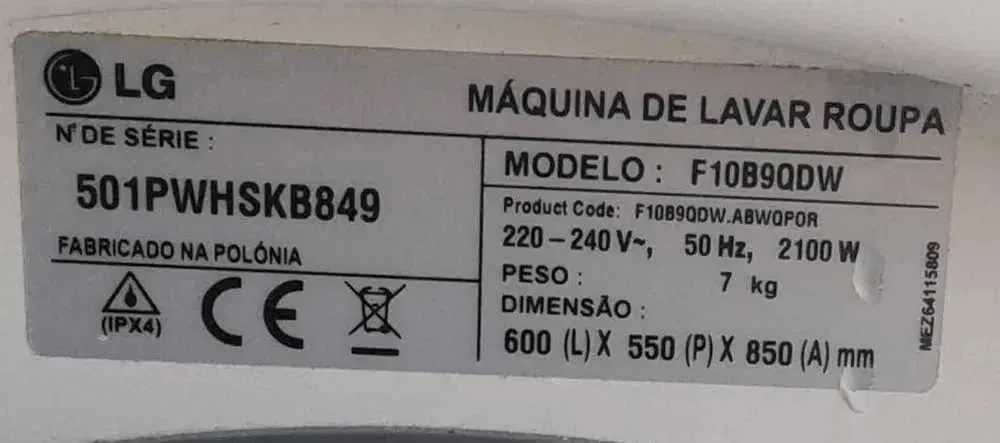 LG
MÁQUINA DE LAVAR ROUPA
Nº DE SÉRIE :
501PWHSKB849
FABRICADO NA POLÓNIA
(IPX4)
CE
MODELO : F10B9QDW
Product Code: F10B9QDW.ABWQPOR
220-240 V~, 50 Hz, 2100 W
PESO : 7 kg
DIMENSÃO :
600 (L) X 550 (P) X 850 (A) mm
MEZ64115809